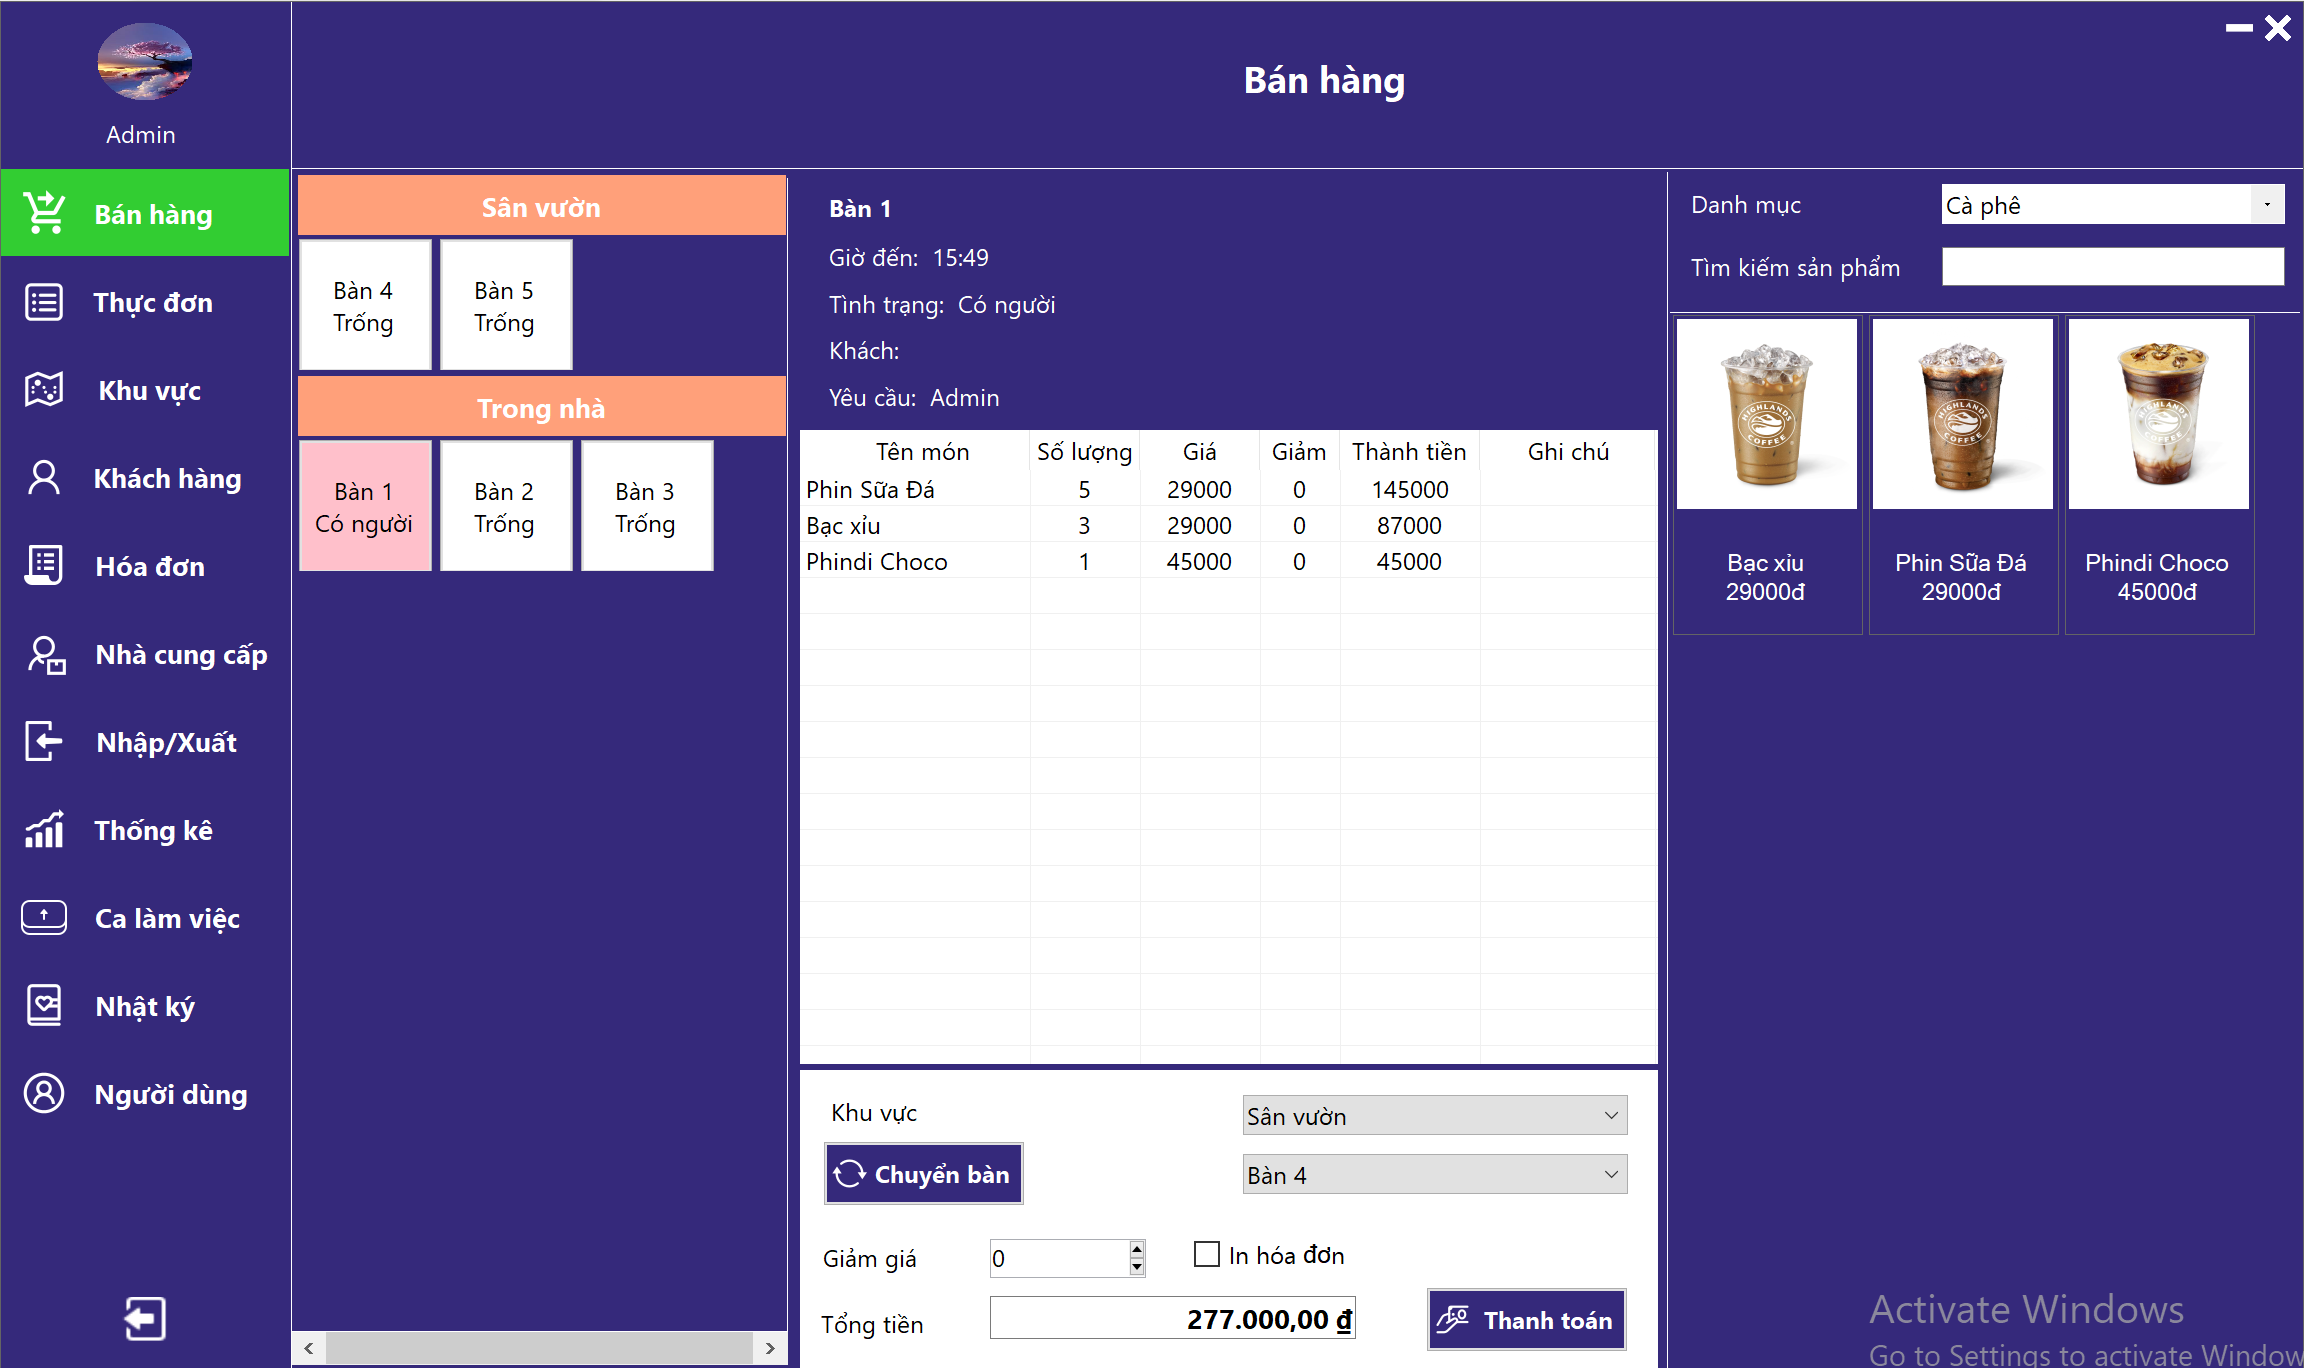 Bán hàng
Admin
Bán hàng
Thực đơn
Khu vực
Khách hàng
Hóa đơn
Nhà cung cấp
Nhập/Xuất
Thống kê
Ca làm việc
Nhật ký
Người dùng
Sân vườn
Bàn 4
Trống
Bàn 5
Trống
Trong nhà
Bàn 1
Có người
Bàn 2
Trống
Bàn 3
Trống
Bàn 1
Giờ đến: 15:49
Tình trạng: Có người
Khách:
Yêu cầu: Admin
Tên món Số lượng Giá Giảm Thành tiền Ghi chú
Phin Sữa Đá 5 29000 0 145000
Bạc xỉu 3 29000 0 87000
Phindi Choco 1 45000 0 45000
Khu vực Sân vườn
Chuyển bàn Bàn 4
Giảm giá 0 In hóa đơn
Tổng tiền 277.000,00 ₫ Thanh toán
Danh mục Cà phê
Tìm kiếm sản phẩm
HIGHLANDS COFFEE
HIGHLANDS COFFEE
HIGHLANDS COFFEE
Bạc xỉu
29000đ
Phin Sữa Đá
29000đ
Phindi Choco
45000đ
Activate Windows
Go to Settings to activate Window